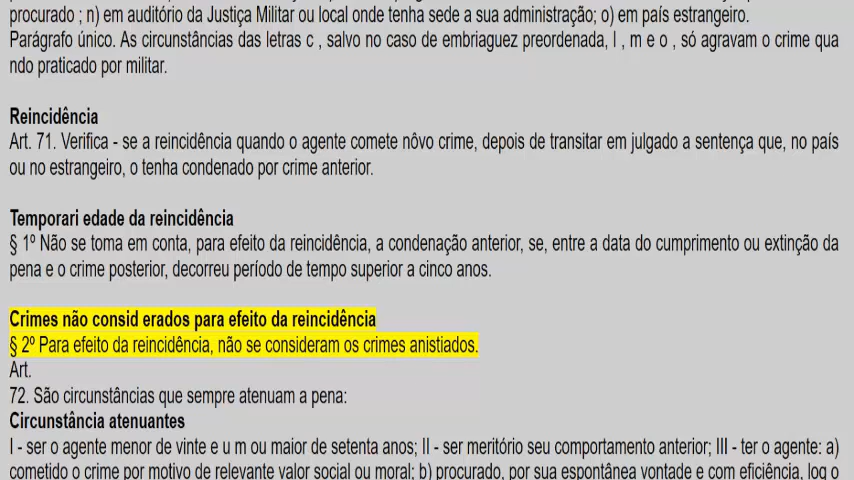 procurado ; n) em auditório da Justiça Militar ou local onde tenha sede a sua administração; o) em país estrangeiro.
Parágrafo único. As circunstâncias das letras c , salvo no caso de embriaguez preordenada, l , m e o , só agravam o crime qua
ndo praticado por militar.
Reincidência
Art. 71. Verifica - se a reincidência quando o agente comete nôvo crime, depois de transitar em julgado a sentença que, no país
ou no estrangeiro, o tenha condenado por crime anterior.
Temporari edade da reincidência
§ 1º Não se toma em conta, para efeito da reincidência, a condenação anterior, se, entre a data do cumprimento ou extinção da
pena e o crime posterior, decorreu período de tempo superior a cinco anos.
Crimes não consid erados para efeito da reincidência
§ 2º Para efeito da reincidência, não se consideram os crimes anistiados.
Art.
72. São circunstâncias que sempre atenuam a pena:
Circunstância atenuantes
I - ser o agente menor de vinte e u m ou maior de setenta anos; II - ser meritório seu comportamento anterior; III - ter o agente: a)
cometido o crime por motivo de relevante valor social ou moral; b) procurado, por sua espontânea vontade e com eficiência, log o